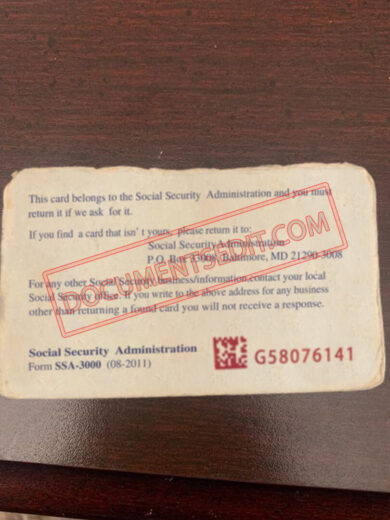 This card belongs to the Social Security Administration and you must
return it if we ask for it.
If you find a card that isn' t yours, please return it to:
Social Security Administration
P.O. Box 33008, Baltimore, MD 21290-3008
For any other Social Security business/information, contact your local
Social Security office. If you write to the above address for any business
other than returning a found card you will not receive a response.
DOCUMENTSEDIT.COM
Social Security Administration
Form SSA-3000 (08-2011)
G58076141